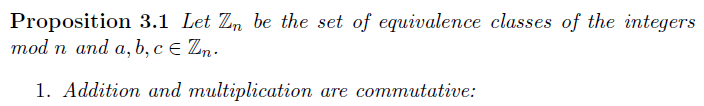 Proposition 3.1 Let ℤₙ be the set of equivalence classes of the integers
mod n and a, b, c ∈ ℤₙ.
1. Addition and multiplication are commutative: